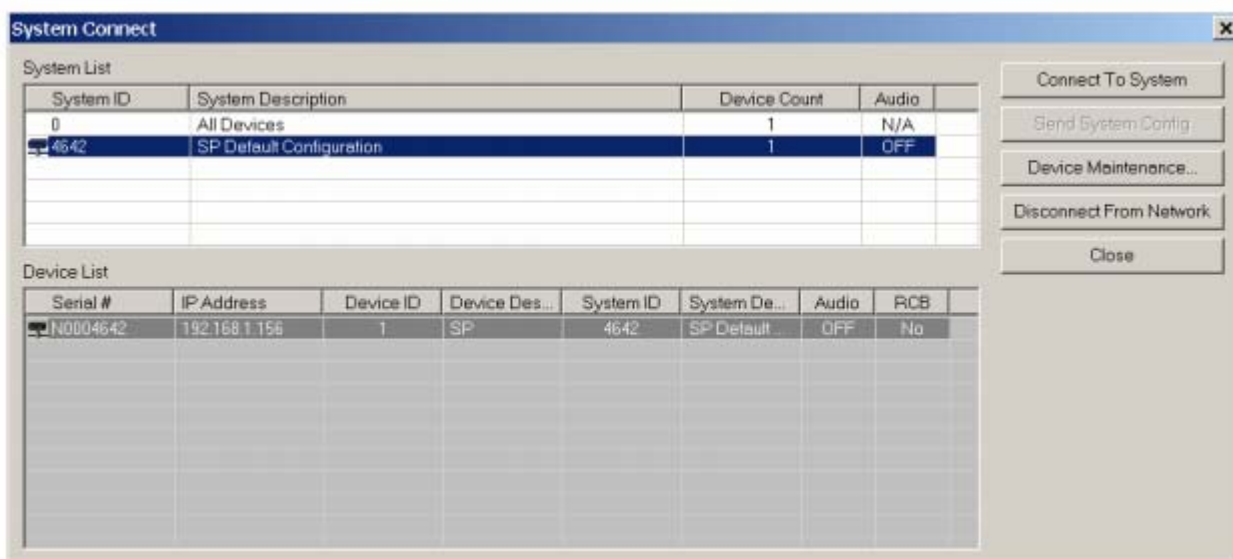 System Connect
System List
System ID System Description Device Count Audio
0 All Devices 1 N/A
4642 SP Default Configuration 1 OFF
Connect To System
Send System Config
Device Maintenance...
Disconnect From Network
Close
Device List
Serial # IP Address Device ID Device Des... System ID System De... Audio RCB
N0004642 192.168.1.156 1 SP 4642 SP Default ... OFF No